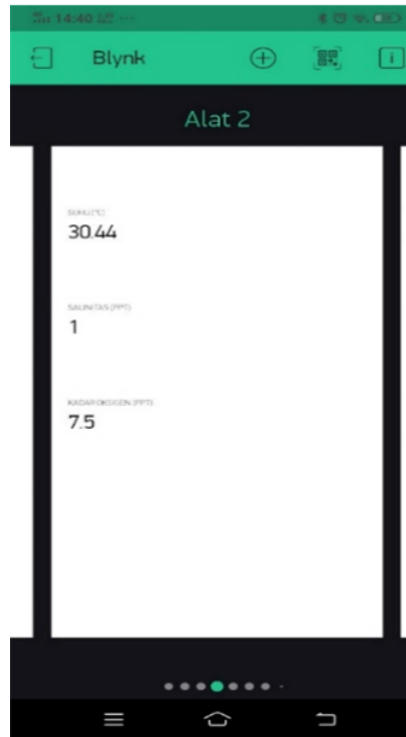 14:40
Blynk
Alat 2
SUHU (°C)
30.44
SALINITAS (PPT)
1
KADAR OKSIGEN (PPT)
7.5